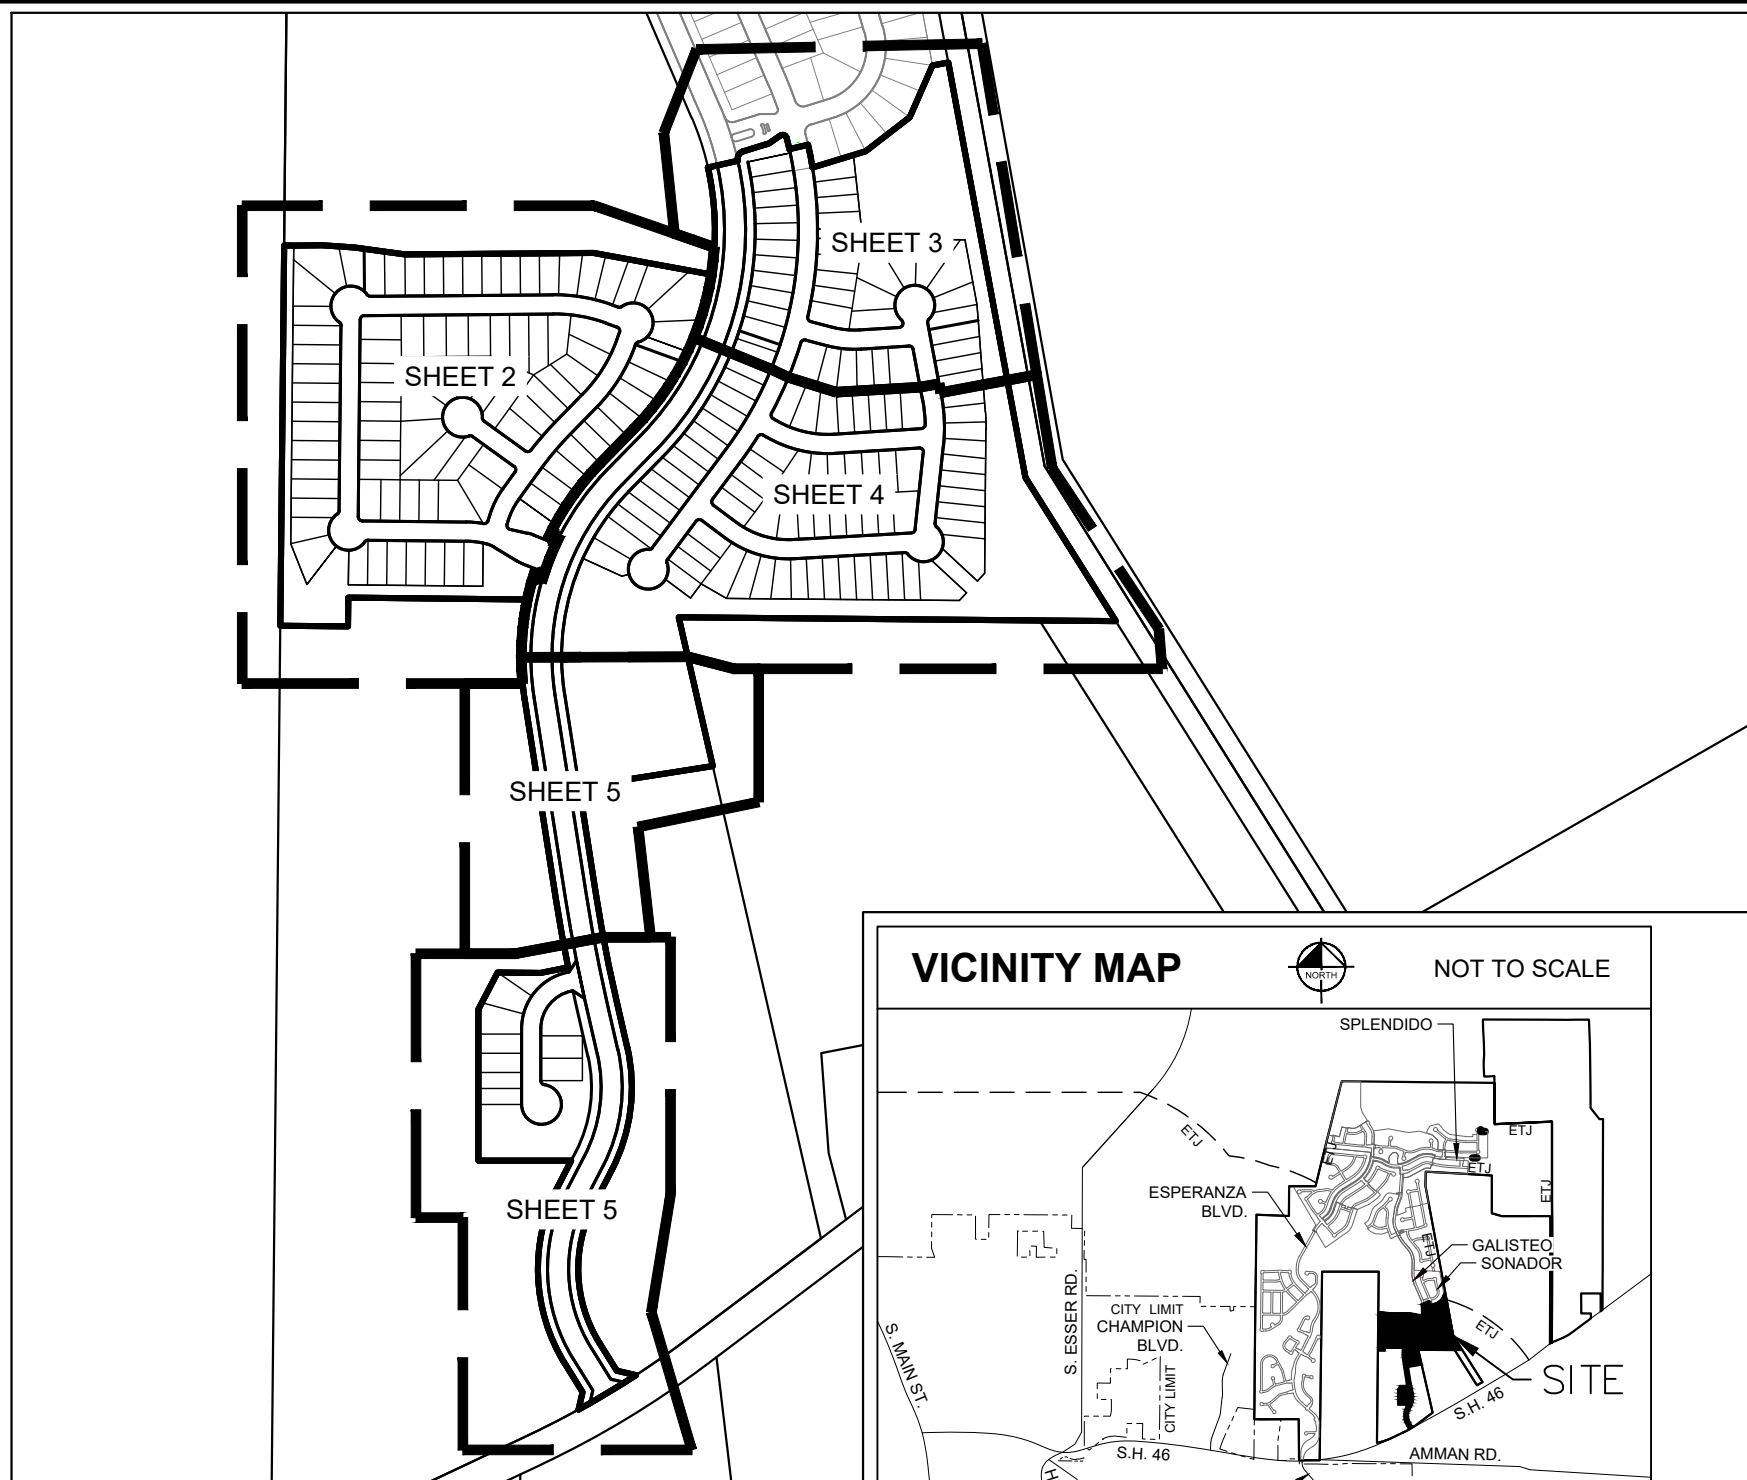 SHEET 3
SHEET 2
SHEET 4
SHEET 5
SHEET 5
VICINITY MAP
NORTH
NOT TO SCALE
SPLENDIDO
ETJ
ETJ
ETJ
ETJ
ESPERANZA
BLVD.
ETJ
GALISTEO
SONADOR
S. ESSER RD.
CITY LIMIT
CHAMPION
BLVD.
ETJ
S. MAIN ST.
CITY LIMIT
SITE
S.H. 46
S.H. 46
AMMAN RD.
H